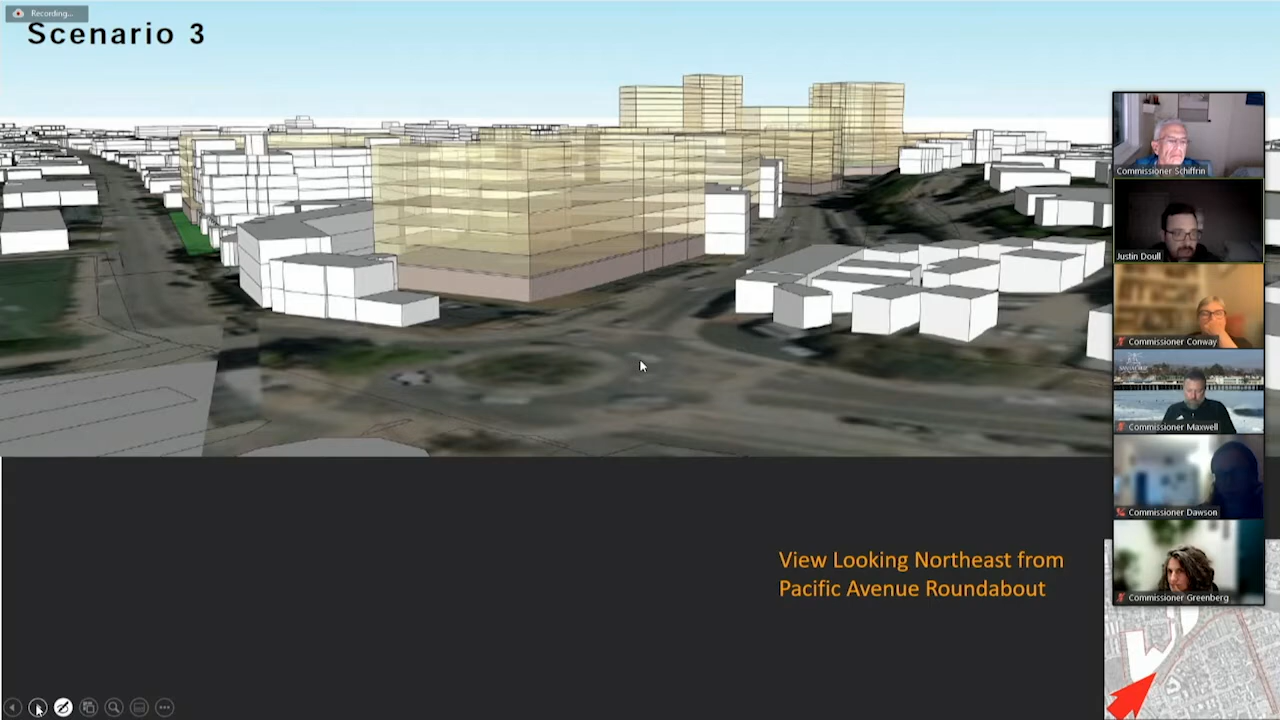 Recording...
Scenario 3
Commissioner Schiffrin
Justin Doull
Commissioner Conway
Commissioner Maxwell
Commissioner Dawson
Commissioner Greenberg
View Looking Northeast from
Pacific Avenue Roundabout